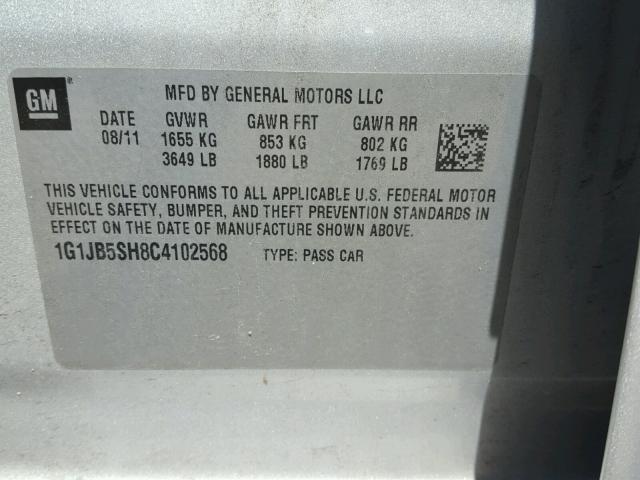 GM
MFD BY GENERAL MOTORS LLC
DATE GVWR GAWR FRT GAWR RR
08/11 1655 KG 853 KG 802 KG
3649 LB 1880 LB 1769 LB
THIS VEHICLE CONFORMS TO ALL APPLICABLE U.S. FEDERAL MOTOR
VEHICLE SAFETY, BUMPER, AND THEFT PREVENTION STANDARDS IN
EFFECT ON THE DATE OF MANUFACTURE SHOWN ABOVE.
1G1JB5SH8C4102568 TYPE: PASS CAR